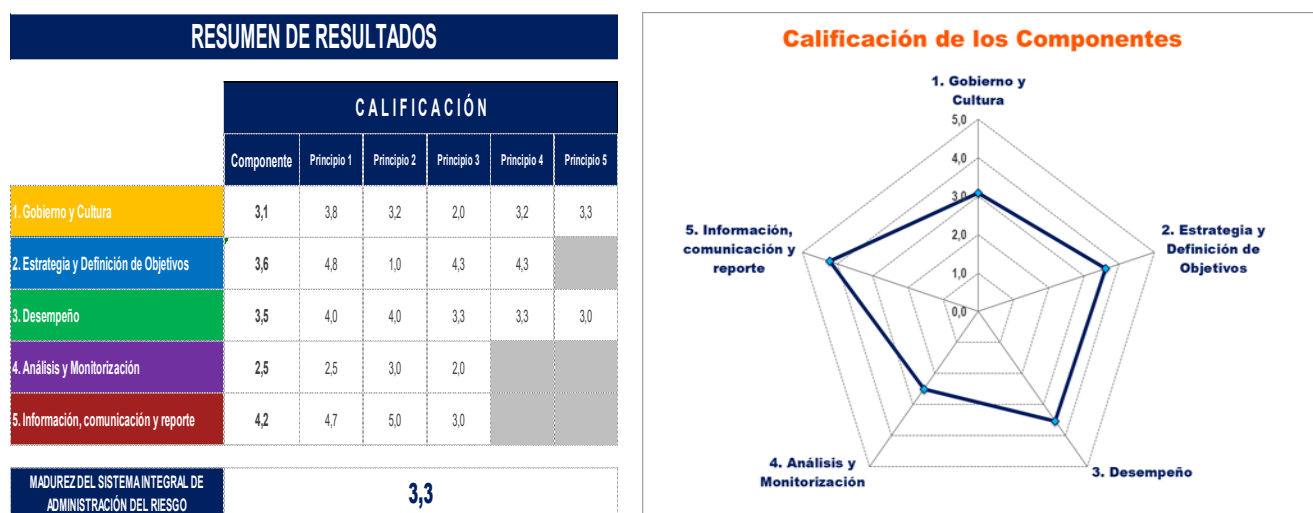 RESUMEN DE RESULTADOS
CALIFICACIÓN
Componente Principio 1 Principio 2 Principio 3 Principio 4 Principio 5
1. Gobierno y Cultura 3,1 3,8 3,2 2,0 3,2 3,3
2. Estrategia y Definición de Objetivos 3,6 4,8 1,0 4,3 4,3
3. Desempeño 3,5 4,0 4,0 3,3 3,3 3,0
4. Análisis y Monitorización 2,5 2,5 3,0 2,0
5. Información, comunicación y reporte 4,2 4,7 5,0 3,0
MADUREZ DEL SISTEMA INTEGRAL DE
ADMINISTRACIÓN DEL RIESGO
3,3
Calificación de los Componentes
1. Gobierno y
Cultura
5,0
4,0
3,0
2,0
1,0
0,0
2. Estrategia y
Definición de
Objetivos
3. Desempeño
4. Análisis y
Monitorización
5. Información,
comunicación y
reporte